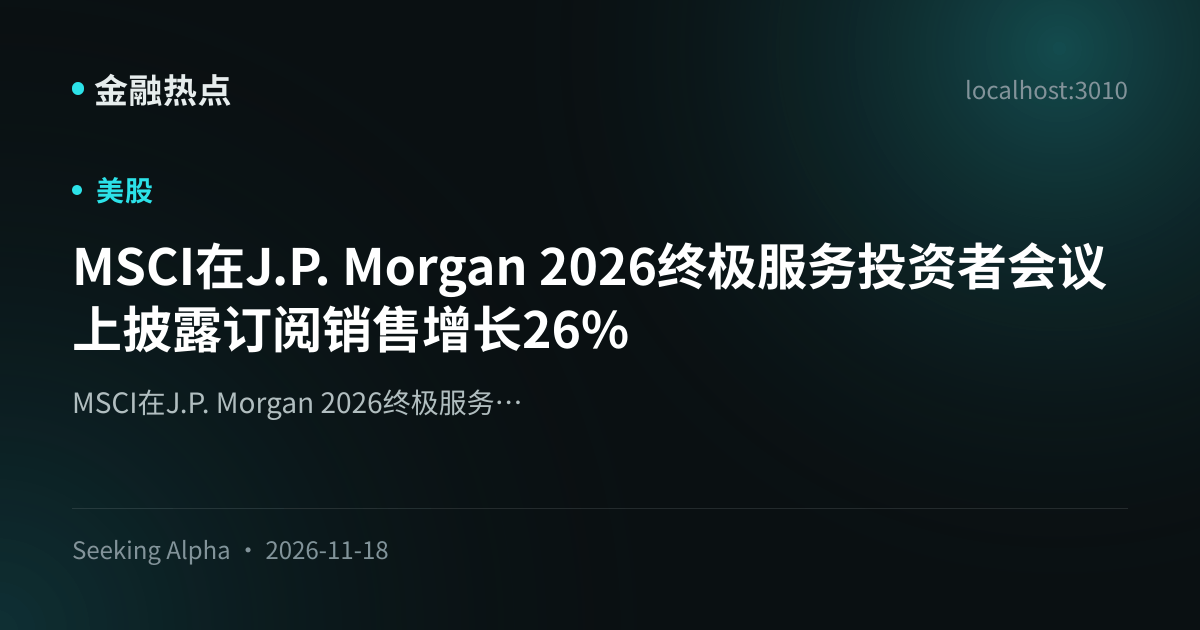 金融热点
localhost:3010
美股
MSCI在J.P. Morgan 2026终极服务投资者会议
上披露订阅销售增长26%
MSCI在J.P. Morgan 2026终极服务…
Seeking Alpha • 2026-11-18